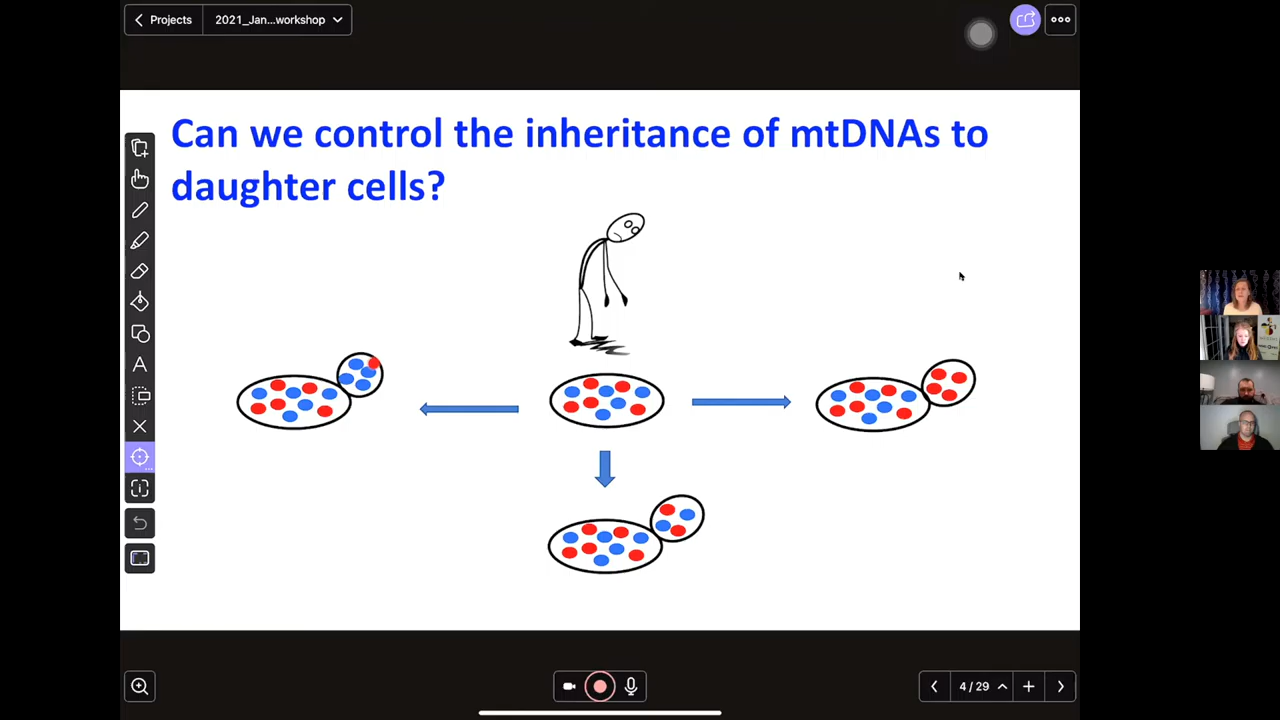 Projects
2021_Jan...workshop
Can we control the inheritance of mtDNAs to
daughter cells?
A
4 / 29